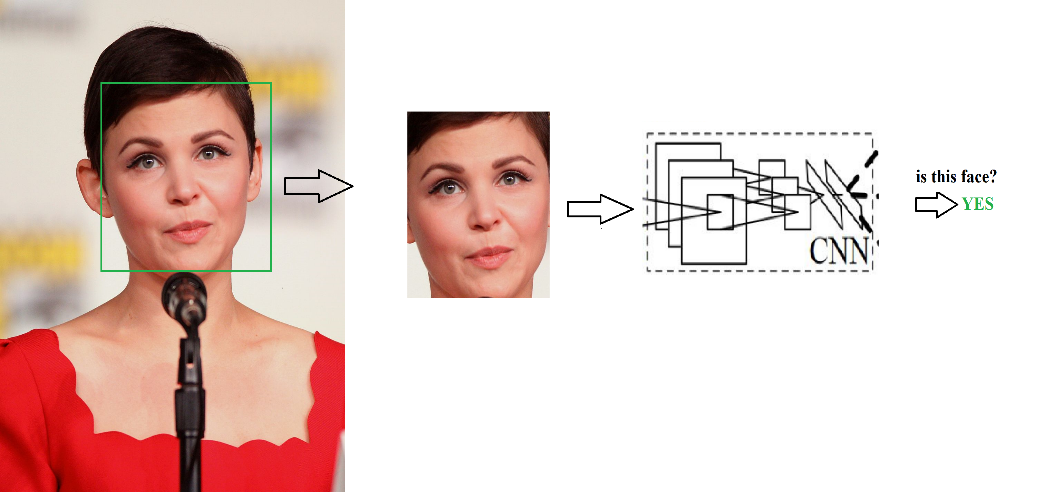 is this face?
YES
CNN